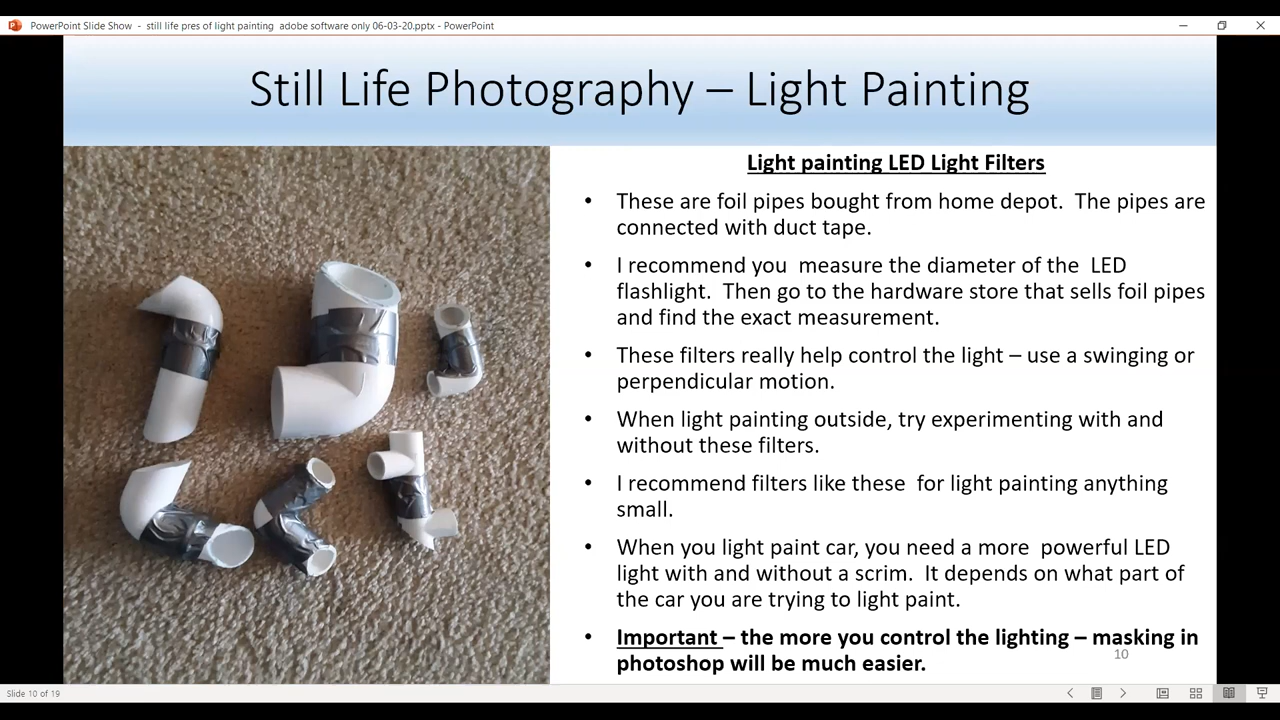 PowerPoint Slide Show - still life pres of light painting adobe software only 06-03-20.pptx - PowerPoint
Still Life Photography – Light Painting
Light painting LED Light Filters
• These are foil pipes bought from home depot. The pipes are
connected with duct tape.
• I recommend you measure the diameter of the LED
flashlight. Then go to the hardware store that sells foil pipes
and find the exact measurement.
• These filters really help control the light – use a swinging or
perpendicular motion.
• When light painting outside, try experimenting with and
without these filters.
• I recommend filters like these for light painting anything
small.
• When you light paint car, you need a more powerful LED
light with and without a scrim. It depends on what part of
the car you are trying to light paint.
• Important – the more you control the lighting – masking in
photoshop will be much easier.
10
Slide 10 of 19